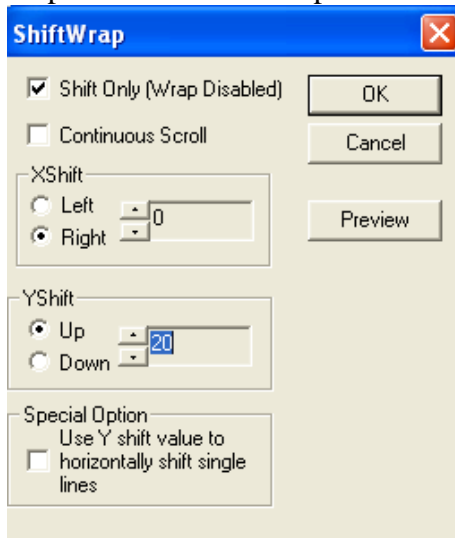 ShiftWrap
Shift Only (Wrap Disabled)
OK
Continuous Scroll
Cancel
XShift
Left
0
Right
Preview
YShift
Up
20
Down
Special Option
Use Y shift value to
horizontally shift single
lines